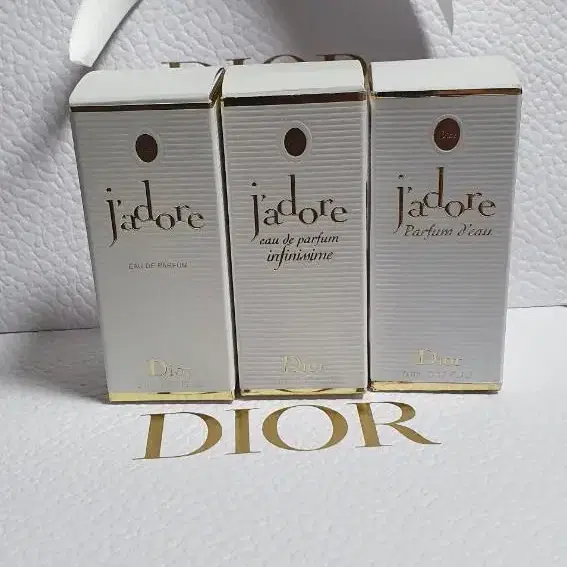 DIOR
j'adore
EAU DE PARFUM
Dior
j'adore
eau de parfum
infinissime
Dior
j'adore
Parfum d'eau
Dior
DIOR